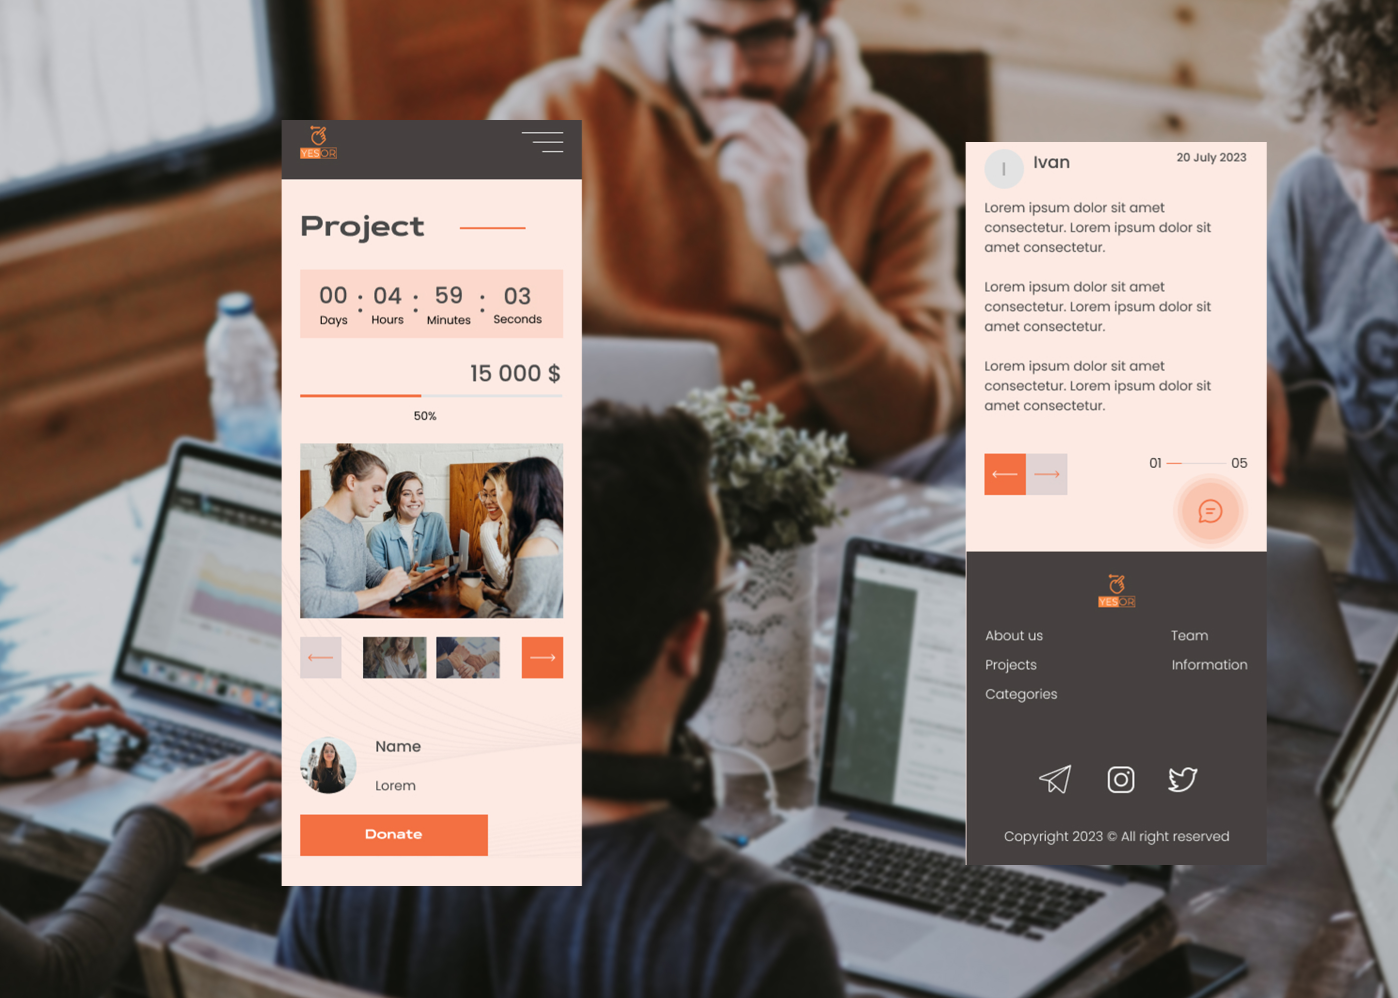 YESOR
Project
00 : 04 : 59 : 03
Days Hours Minutes Seconds
15 000 $
50%
Name
Lorem
Donate
I
Ivan
20 July 2023
Lorem ipsum dolor sit amet
consectetur. Lorem ipsum dolor sit
amet consectetur.
Lorem ipsum dolor sit amet
consectetur. Lorem ipsum dolor sit
amet consectetur.
Lorem ipsum dolor sit amet
consectetur. Lorem ipsum dolor sit
amet consectetur.
01 05
YESOR
About us
Team
Projects
Information
Categories
Copyright 2023 © All right reserved